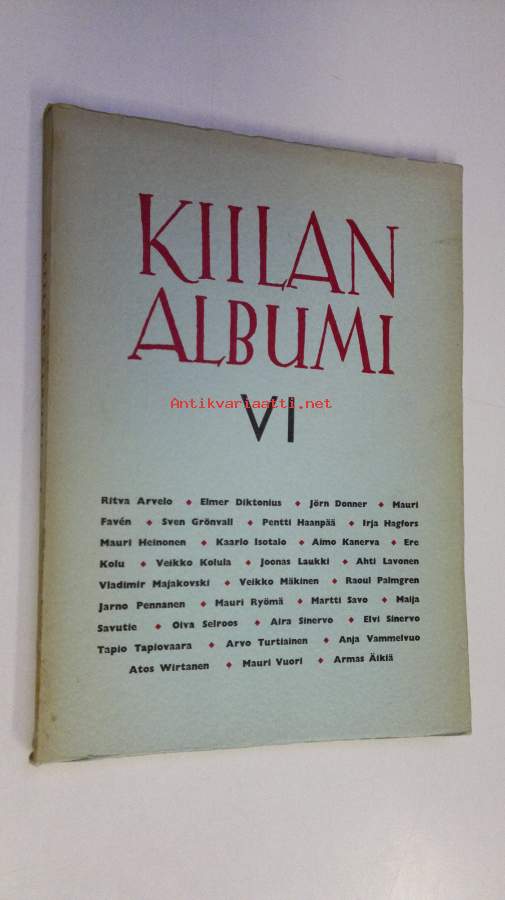 KIILAN
ALBUMI
Antikvariaatti.net
VI
Ritva Arvelo ♦ Elmer Diktonius ♦ Jörn Donner ♦ Mauri
Favén ♦ Sven Grönvall ♦ Pentti Haanpää ♦ Irja Hagfors
Mauri Heinonen ♦ Kaarlo Isotalo ♦ Aimo Kanerva ♦ Ere
Kolu ♦ Veikko Kolula ♦ Joonas Laukki ♦ Ahti Lavonen
Vladimir Majakovski ♦ Veikko Mäkinen ♦ Raoul Palmgren
Jarno Pennanen ♦ Mauri Ryömä ♦ Martti Savo ♦ Maija
Savutie ♦ Oiva Selroos ♦ Aira Sinervo ♦ Elvi Sinervo
Tapio Tapiovaara ♦ Arvo Turtiainen ♦ Anja Vammelvuo
Atos Wirtanen ♦ Mauri Vuori ♦ Armas Äikiä